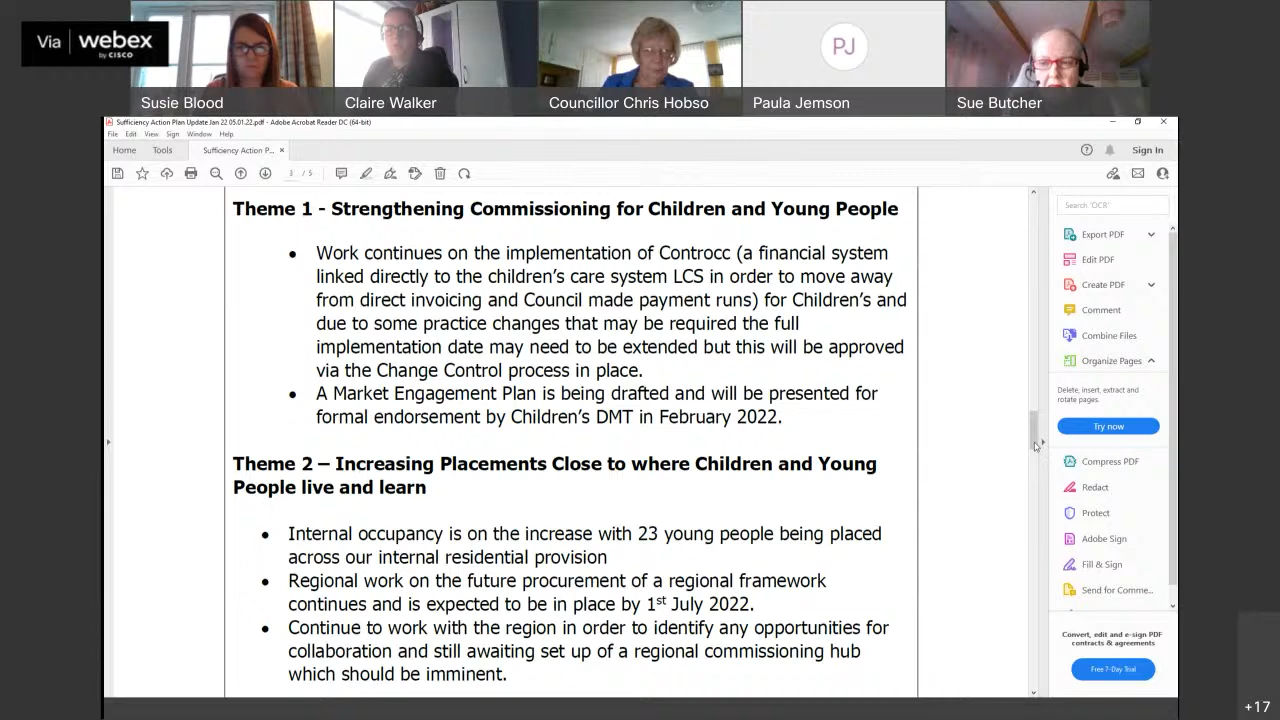 Via webex
by CISCO
PJ
Susie Blood
Claire Walker
Councillor Chris Hobso
Paula Jemson
Sue Butcher
Sufficiency Action Plan Update Jan 22 05.01.22.pdf - Adobe Acrobat Reader DC (64-bit)
File Edit View Sign Window Help
Home Tools Sufficiency Action P... × Sign In
3 / 5
Theme 1 - Strengthening Commissioning for Children and Young People
• Work continues on the implementation of Controcc (a financial system
linked directly to the children's care system LCS in order to move away
from direct invoicing and Council made payment runs) for Children's and
due to some practice changes that may be required the full
implementation date may need to be extended but this will be approved
via the Change Control process in place.
• A Market Engagement Plan is being drafted and will be presented for
formal endorsement by Children's DMT in February 2022.
Theme 2 – Increasing Placements Close to where Children and Young
People live and learn
• Internal occupancy is on the increase with 23 young people being placed
across our internal residential provision
• Regional work on the future procurement of a regional framework
continues and is expected to be in place by 1st July 2022.
• Continue to work with the region in order to identify any opportunities for
collaboration and still awaiting set up of a regional commissioning hub
which should be imminent.
Search 'OCR'
Export PDF
Edit PDF
Create PDF
Comment
Combine Files
Organize Pages
Delete, insert, extract and
rotate pages.
Try now
Compress PDF
Redact
Protect
Adobe Sign
Fill & Sign
Send for Comme...
Convert, edit and e-sign PDF
contracts & agreements
Free 7-Day Trial
+17